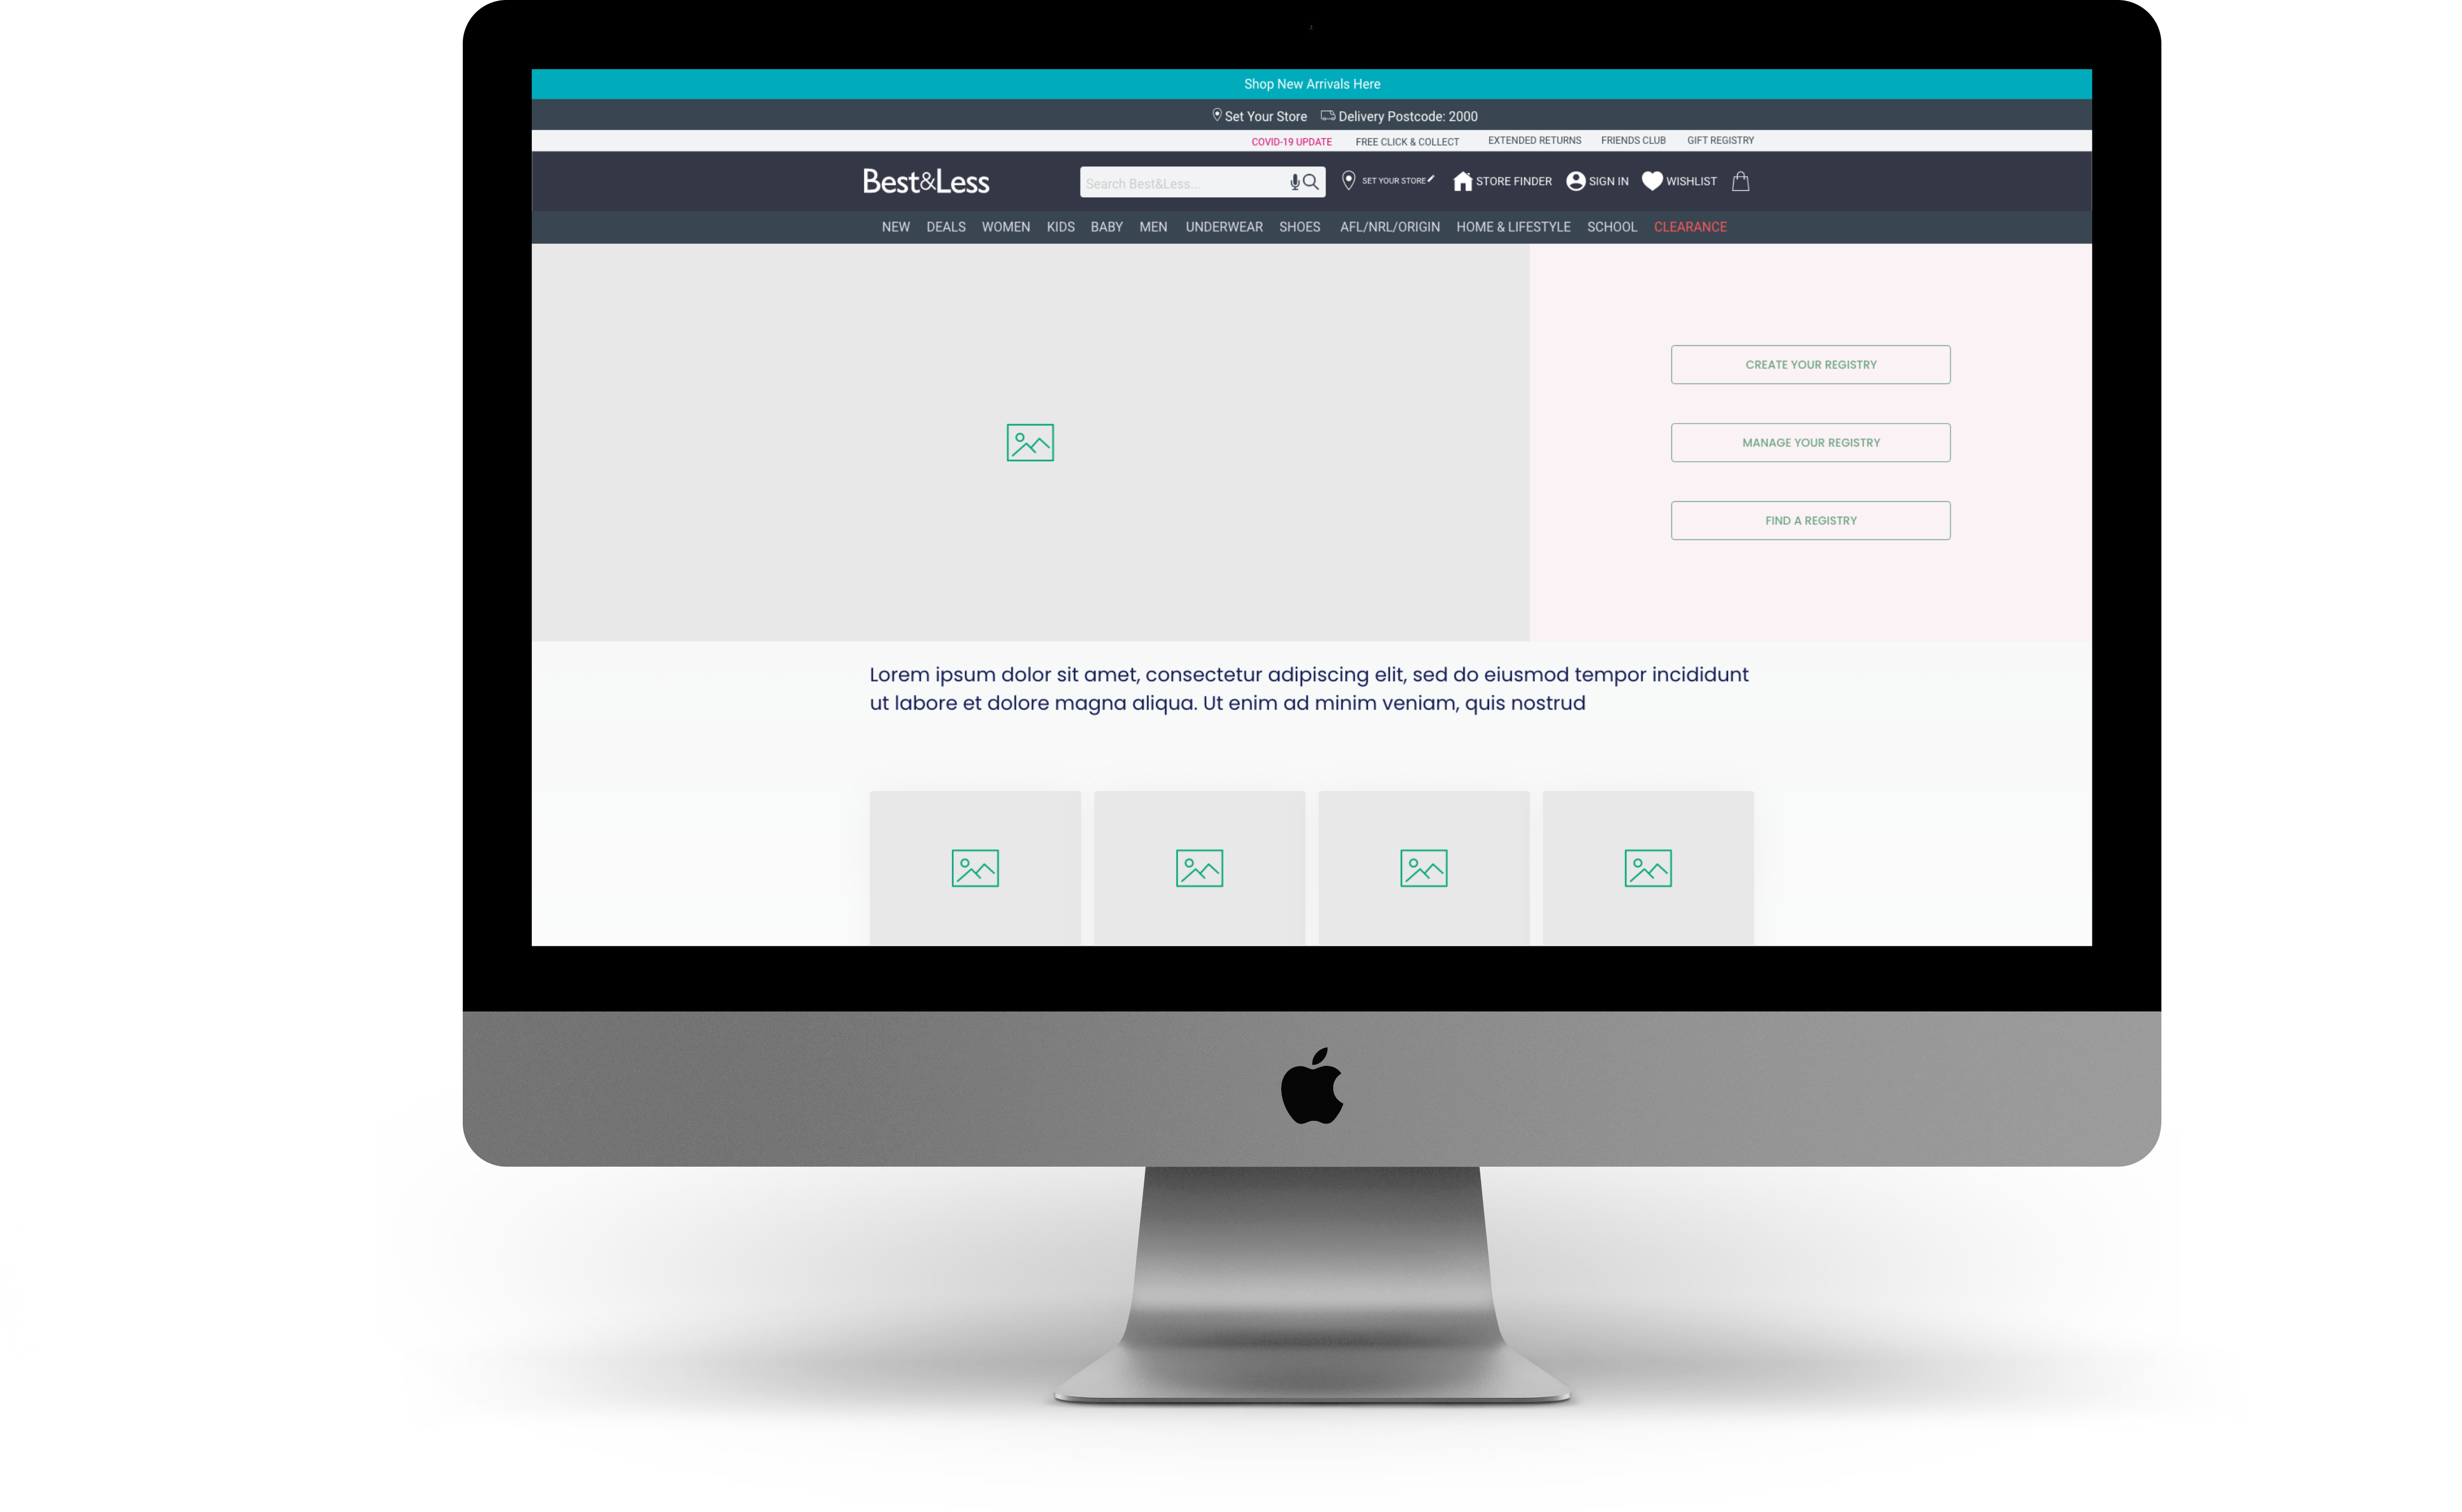 Shop New Arrivals Here
Set Your Store Delivery Postcode: 2000
COVID-19 UPDATE FREE CLICK & COLLECT EXTENDED RETURNS FRIENDS CLUB GIFT REGISTRY
Best&Less Search Best&Less... SET YOUR STORE STORE FINDER SIGN IN WISHLIST
NEW DEALS WOMEN KIDS BABY MEN UNDERWEAR SHOES AFL/NRL/ORIGIN HOME & LIFESTYLE SCHOOL CLEARANCE
CREATE YOUR REGISTRY
MANAGE YOUR REGISTRY
FIND A REGISTRY
Lorem ipsum dolor sit amet, consectetur adipiscing elit, sed do eiusmod tempor incididunt
ut labore et dolore magna aliqua. Ut enim ad minim veniam, quis nostrud